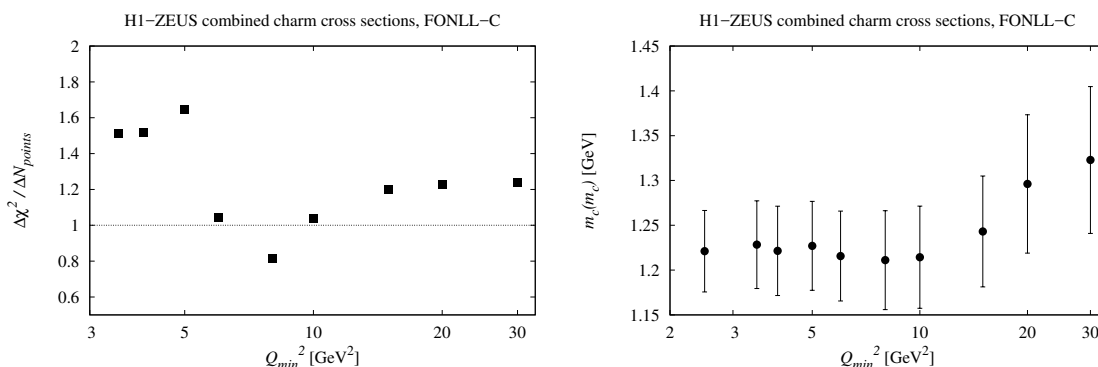 H1-ZEUS combined charm cross sections, FONLL-C
2
1.8
1.6
1.4
1.2
1
0.8
0.6
Δχ² / ΔN_points
3 5 10 20 30
Q_min² [GeV²]
H1-ZEUS combined charm cross sections, FONLL-C
1.45
1.4
1.35
1.3
1.25
1.2
1.15
m_c(m_c) [GeV]
2 3 5 10 20 30
Q_min² [GeV²]